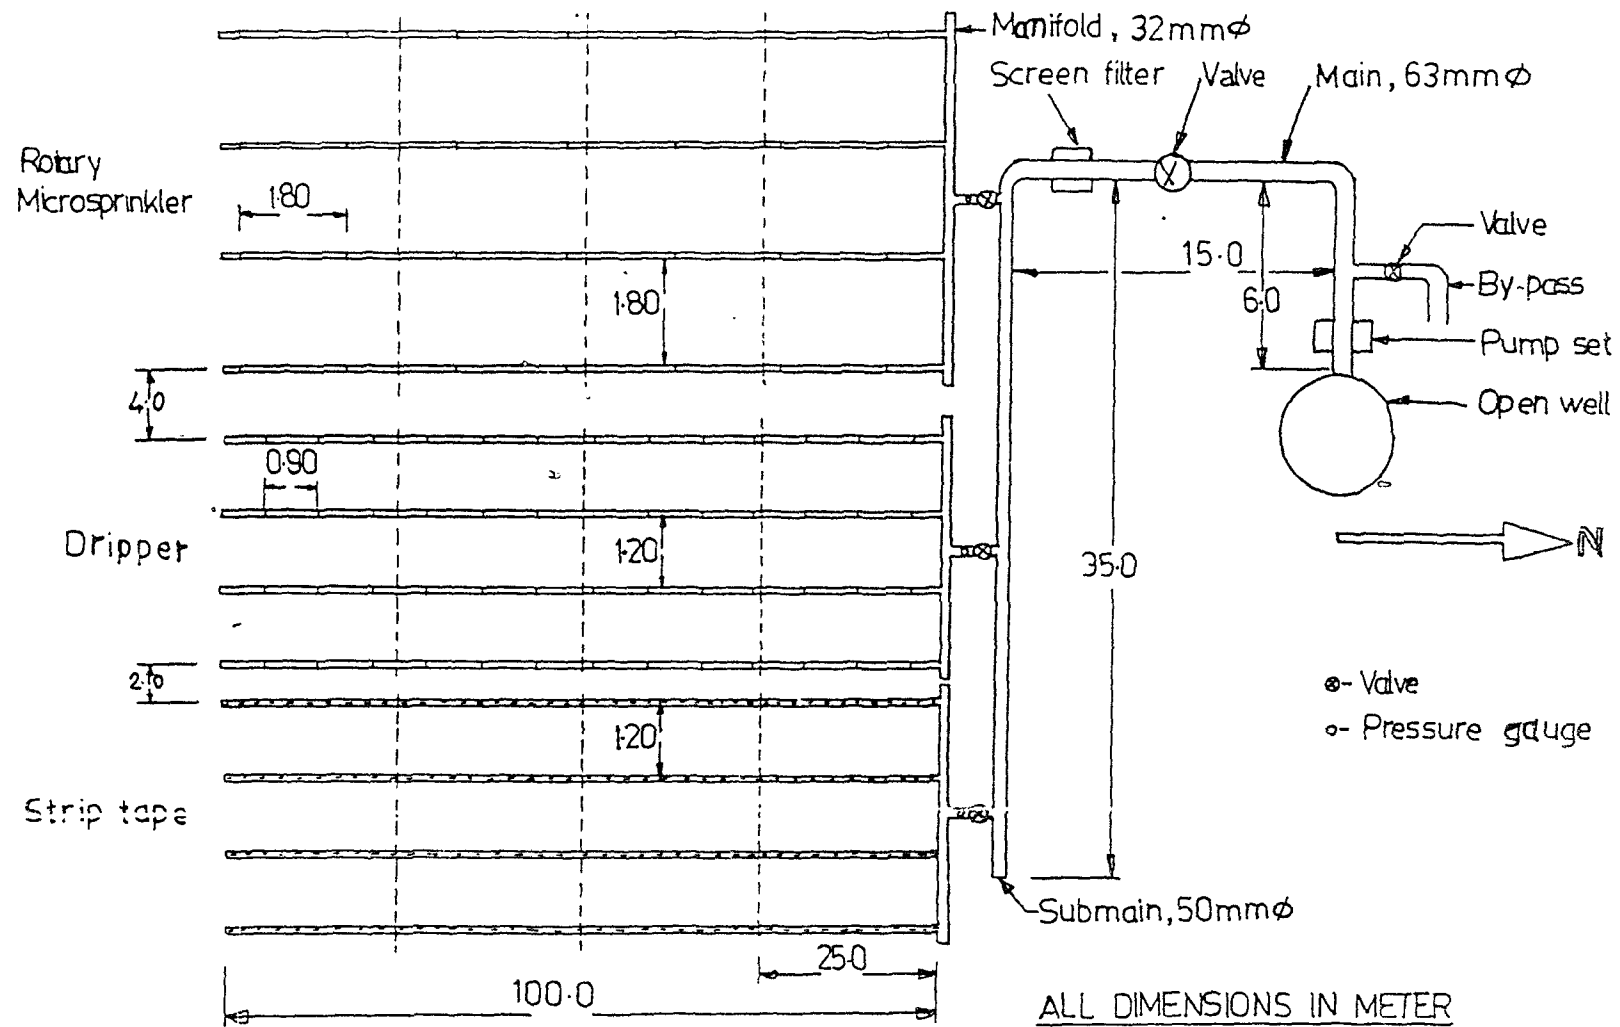 Manifold, 32mmϕ
Screen filter
Valve
Main, 63mmϕ
Rotary
Microsprinkler
1·80
1·80
4·0
15·0
6·0
Valve
By-pass
Pump set
Open well
0·90
Dripper
1·20
35·0
N
2·10
1·20
Strip tape
⊗- Valve
o- Pressure gauge
Submain, 50mmϕ
25·0
100·0
ALL DIMENSIONS IN METER